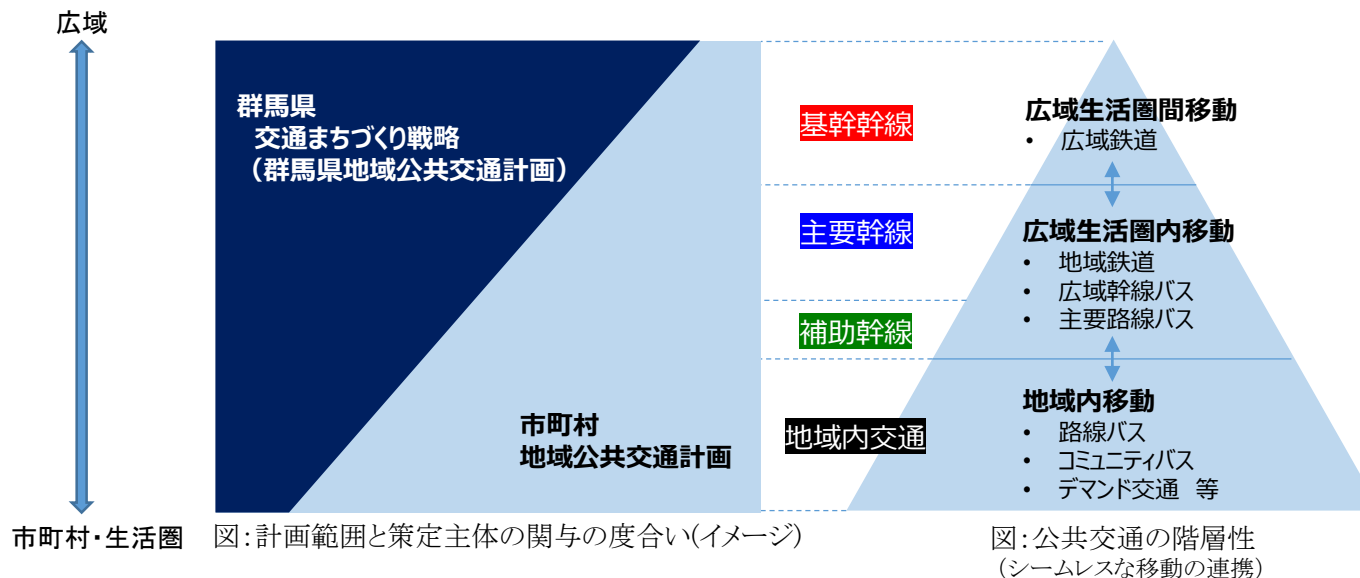 広域
群馬県
交通まちづくり戦略
（群馬県地域公共交通計画）
市町村
地域公共交通計画
市町村・生活圏
図：計画範囲と策定主体の関与の度合い(イメージ)
基幹幹線
主要幹線
補助幹線
地域内交通
広域生活圏間移動
• 広域鉄道
広域生活圏内移動
• 地域鉄道
• 広域幹線バス
• 主要路線バス
地域内移動
• 路線バス
• コミュニティバス
• デマンド交通 等
図：公共交通の階層性
（シームレスな移動の連携）